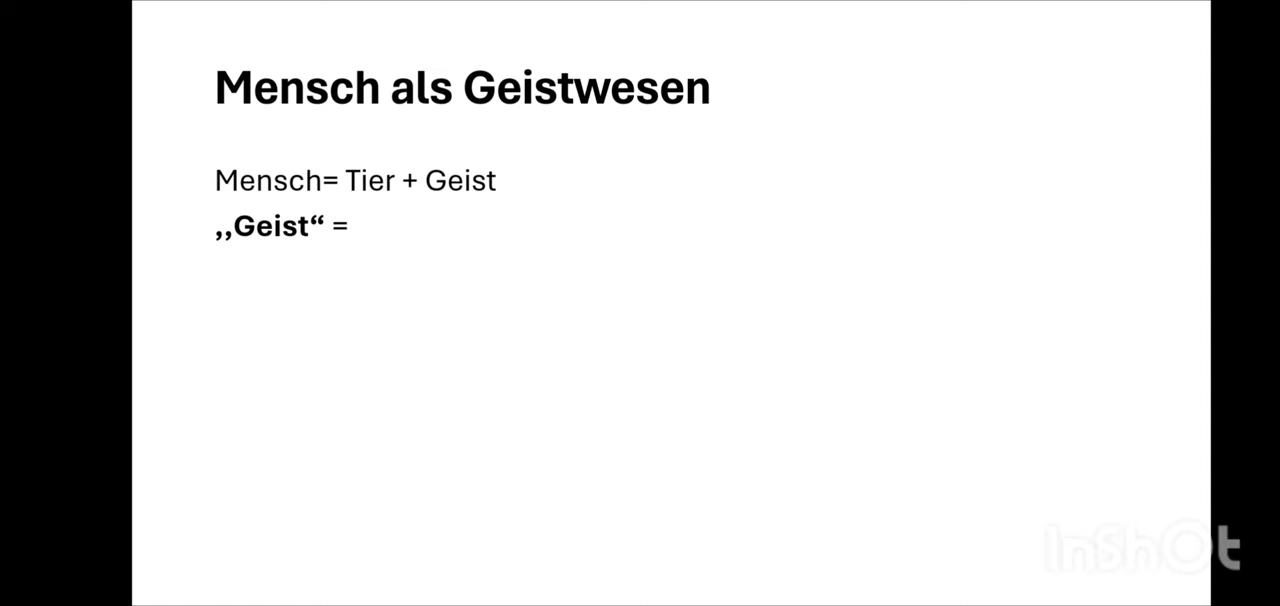 Mensch als Geistwesen
Mensch= Tier + Geist
,,Geist“ =
InShOt